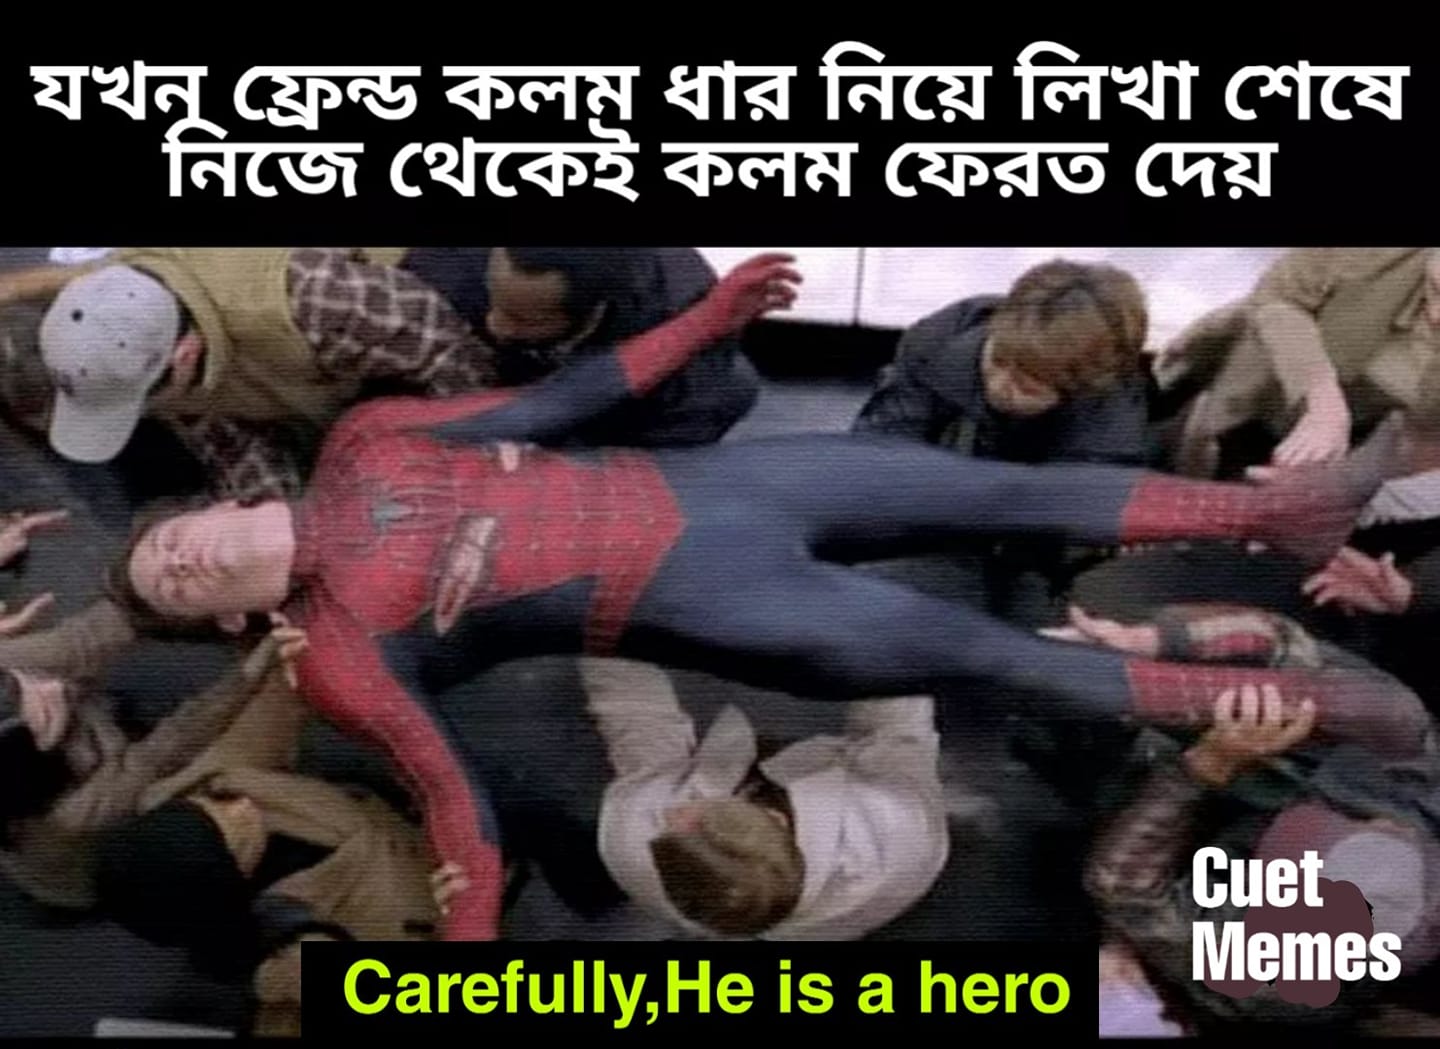 যখন ফ্রেন্ড কলম ধার নিয়ে লিখা শেষে
নিজে থেকেই কলম ফেরত দেয়
Carefully,He is a hero
Cuet
Memes